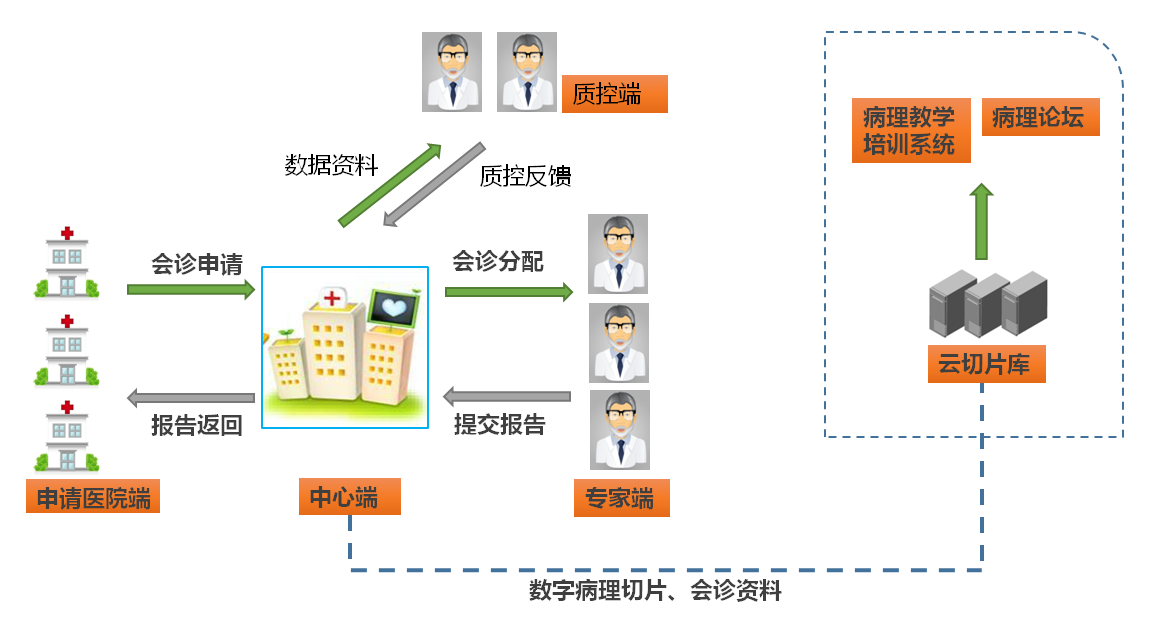 质控端
病理教学
培训系统
病理论坛
数据资料
质控反馈
会诊申请
会诊分配
云切片库
报告返回
提交报告
申请医院端
中心端
专家端
数字病理切片、会诊资料